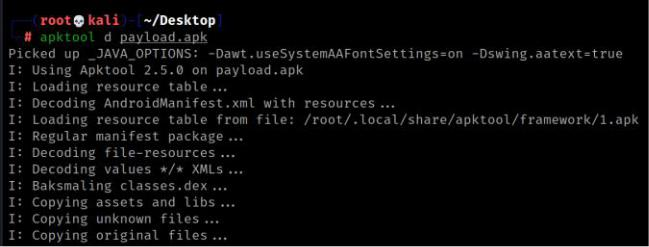 (root💀kali)-[~/Desktop]
# apktool d payload.apk
Picked up _JAVA_OPTIONS: -Dawt.useSystemAAFontSettings=on -Dswing.aatext=true
I: Using Apktool 2.5.0 on payload.apk
I: Loading resource table...
I: Decoding AndroidManifest.xml with resources...
I: Loading resource table from file: /root/.local/share/apktool/framework/1.apk
I: Regular manifest package...
I: Decoding file-resources...
I: Decoding values */* XMLs...
I: Baksmaling classes.dex...
I: Copying assets and libs...
I: Copying unknown files...
I: Copying original files...